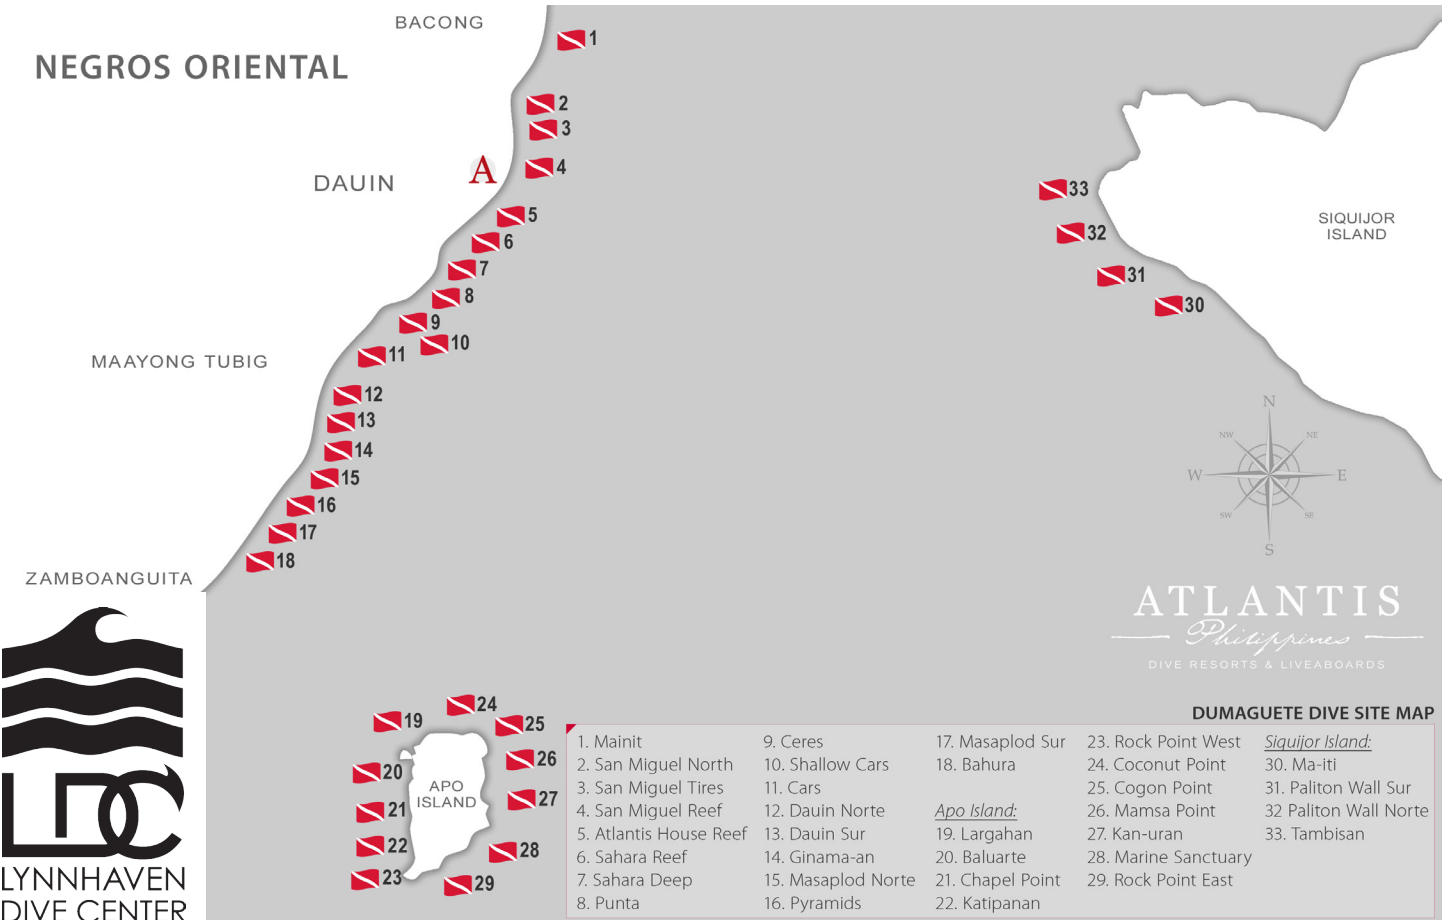 BACONG
NEGROS ORIENTAL
1
2
3
A
4
DAUIN
33
5
SIQUIJOR
ISLAND
32
6
7
31
8
30
9
10
11
MAAYONG TUBIG
12
N
13
NW
NE
14
W
E
15
16
SW
SE
17
S
18
ZAMBOANGUITA
ATLANTIS
Philippines
DIVE RESORTS & LIVEABOARDS
24
19
25
26
20
APO
ISLAND
27
21
22
28
23
29
LDC
LYNNHAVEN
DIVE CENTER
DUMAGUETE DIVE SITE MAP
1. Mainit
2. San Miguel North
3. San Miguel Tires
4. San Miguel Reef
5. Atlantis House Reef
6. Sahara Reef
7. Sahara Deep
8. Punta
9. Ceres
10. Shallow Cars
11. Cars
12. Dauin Norte
13. Dauin Sur
14. Ginama-an
15. Masaplod Norte
16. Pyramids
17. Masaplod Sur
18. Bahura
Apo Island:
19. Largahan
20. Baluarte
21. Chapel Point
22. Katipanan
23. Rock Point West
24. Coconut Point
25. Cogon Point
26. Mamsa Point
27. Kan-uran
28. Marine Sanctuary
29. Rock Point East
Siquijor Island:
30. Ma-iti
31. Paliton Wall Sur
32 Paliton Wall Norte
33. Tambisan